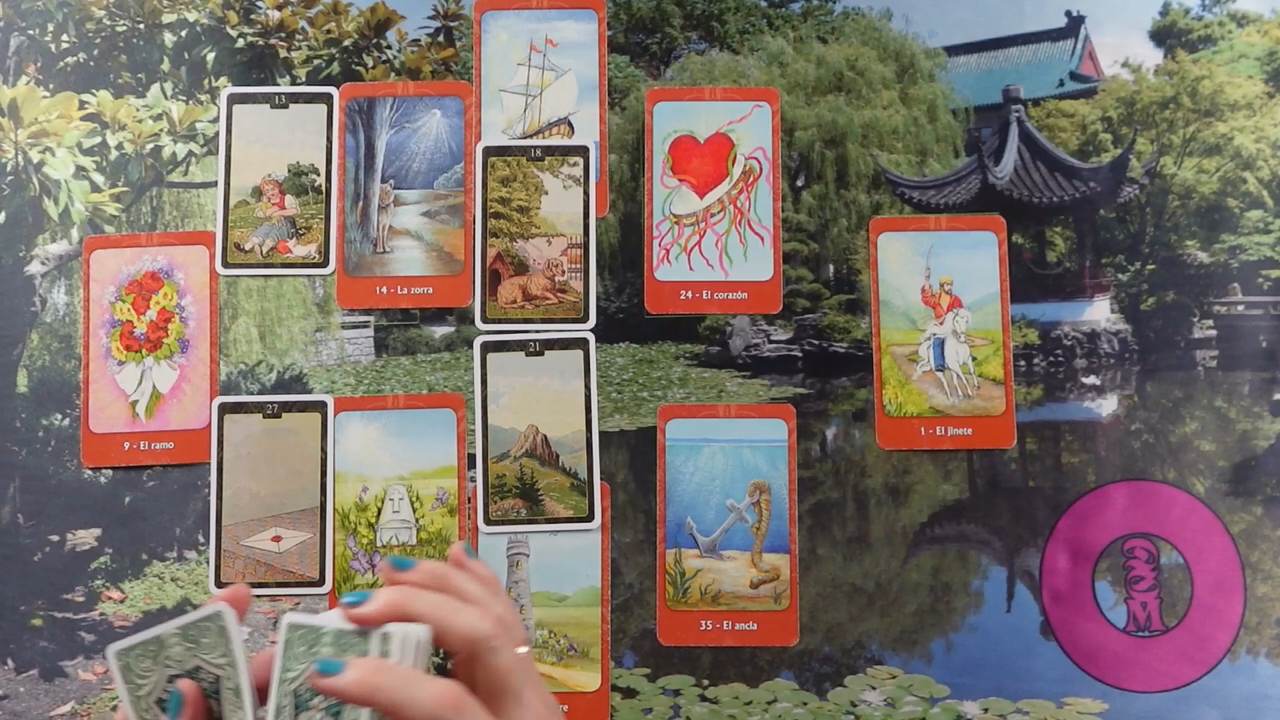 13
14 - La zorra
18
24 - El corazón
9 - El ramo
1 - El jinete
21
27
35 - El ancla
re